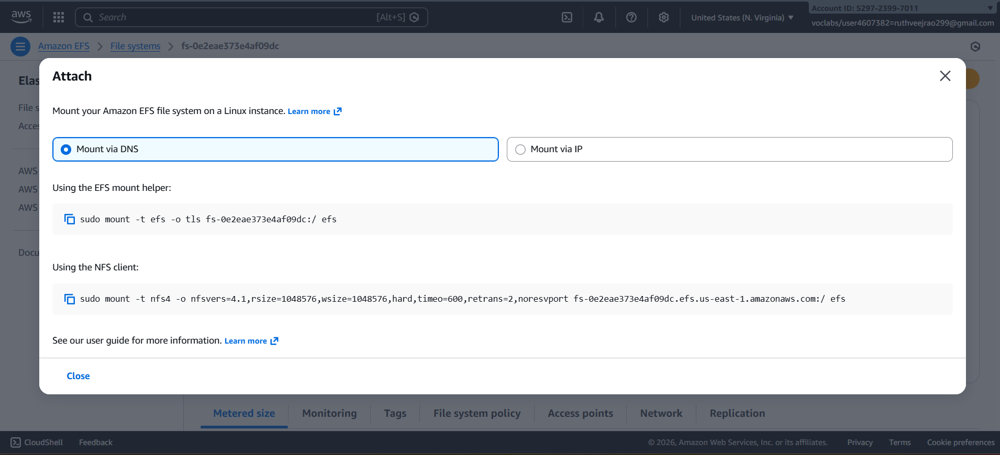 aws
Search
[Alt+S]
United States (N. Virginia)
Account ID: 5297-2399-7011
voclabs/user4607382=ruthveejrao299@gmail.com
Amazon EFS
File systems
fs-0e2eae373e4af09dc
Elas
File s
Acces
AWS
AWS
AWS
Docu
Attach
Mount your Amazon EFS file system on a Linux instance. Learn more
Mount via DNS
Mount via IP
Using the EFS mount helper:
sudo mount -t efs -o tls fs-0e2eae373e4af09dc:/ efs
Using the NFS client:
sudo mount -t nfs4 -o nfsvers=4.1,rsize=1048576,wsize=1048576,hard,timeo=600,retrans=2,noresvport fs-0e2eae373e4af09dc.efs.us-east-1.amazonaws.com:/ efs
See our user guide for more information. Learn more
Close
Metered size
Monitoring
Tags
File system policy
Access points
Network
Replication
CloudShell
Feedback
© 2026, Amazon Web Services, Inc. or its affiliates.
Privacy
Terms
Cookie preferences